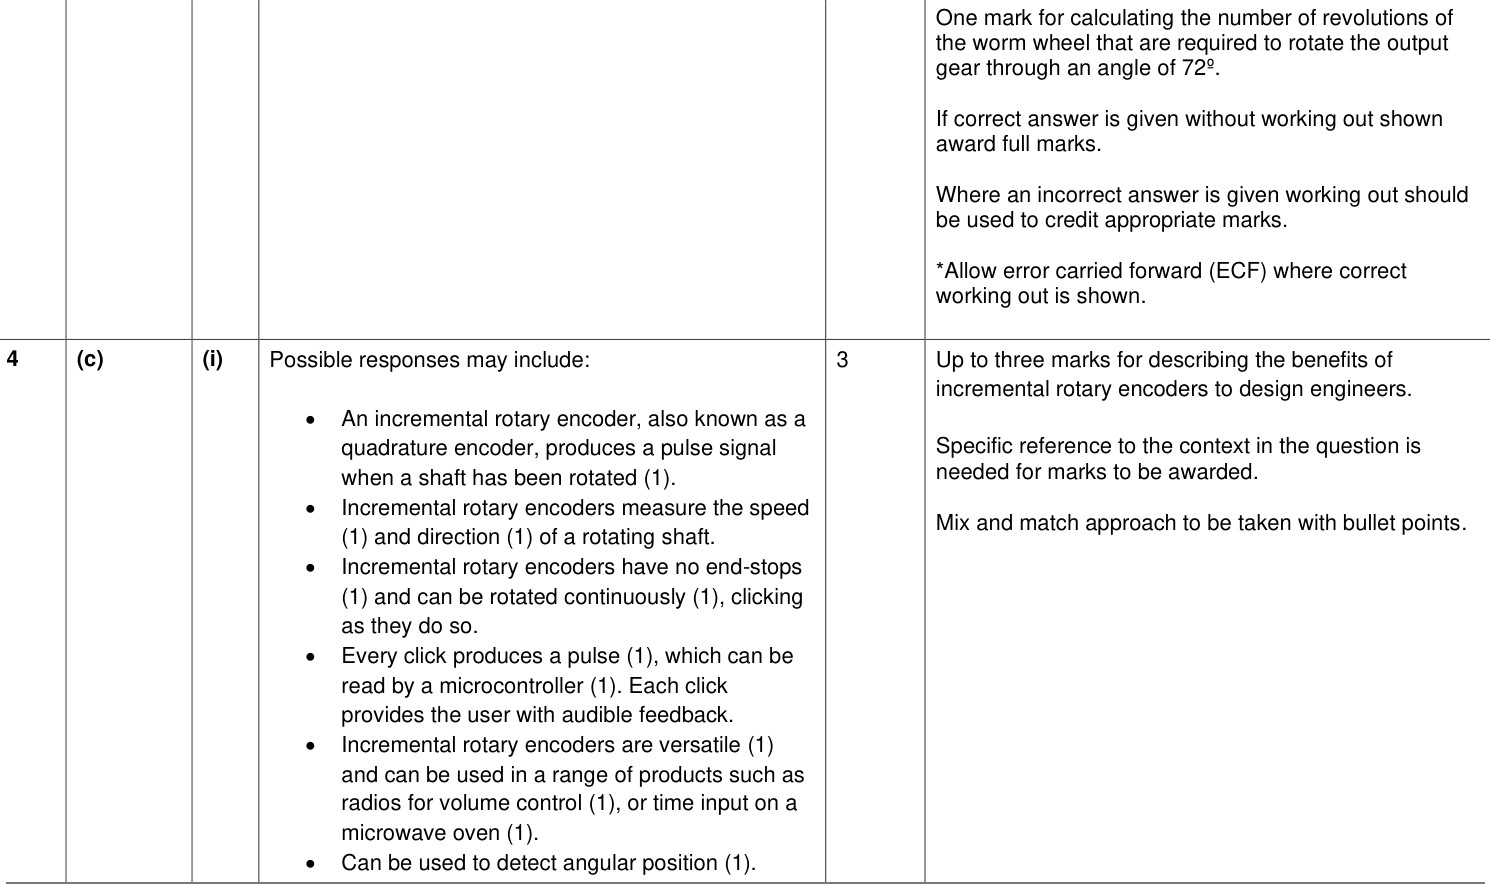 One mark for calculating the number of revolutions of
the worm wheel that are required to rotate the output
gear through an angle of 72º.
If correct answer is given without working out shown
award full marks.
Where an incorrect answer is given working out should
be used to credit appropriate marks.
*Allow error carried forward (ECF) where correct
working out is shown.
4 (c) (i) Possible responses may include:
• An incremental rotary encoder, also known as a
quadrature encoder, produces a pulse signal
when a shaft has been rotated (1).
• Incremental rotary encoders measure the speed
(1) and direction (1) of a rotating shaft.
• Incremental rotary encoders have no end-stops
(1) and can be rotated continuously (1), clicking
as they do so.
• Every click produces a pulse (1), which can be
read by a microcontroller (1). Each click
provides the user with audible feedback.
• Incremental rotary encoders are versatile (1)
and can be used in a range of products such as
radios for volume control (1), or time input on a
microwave oven (1).
• Can be used to detect angular position (1).
3
Up to three marks for describing the benefits of
incremental rotary encoders to design engineers.
Specific reference to the context in the question is
needed for marks to be awarded.
Mix and match approach to be taken with bullet points.